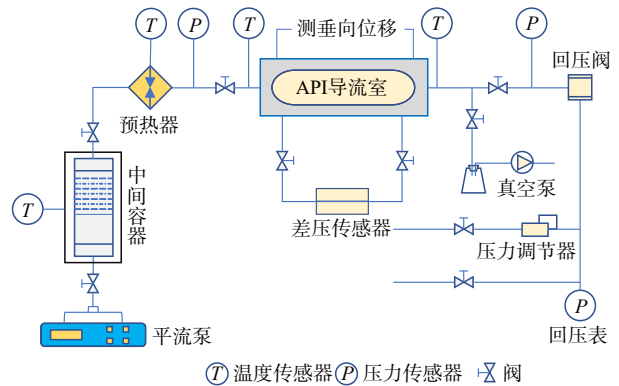 T
P
测垂向位移
T
P
回压阀
T
API导流室
预热器
中间容器
真空泵
T
差压传感器
压力调节器
P
平流泵
回压表
T 温度传感器 P 压力传感器 阀